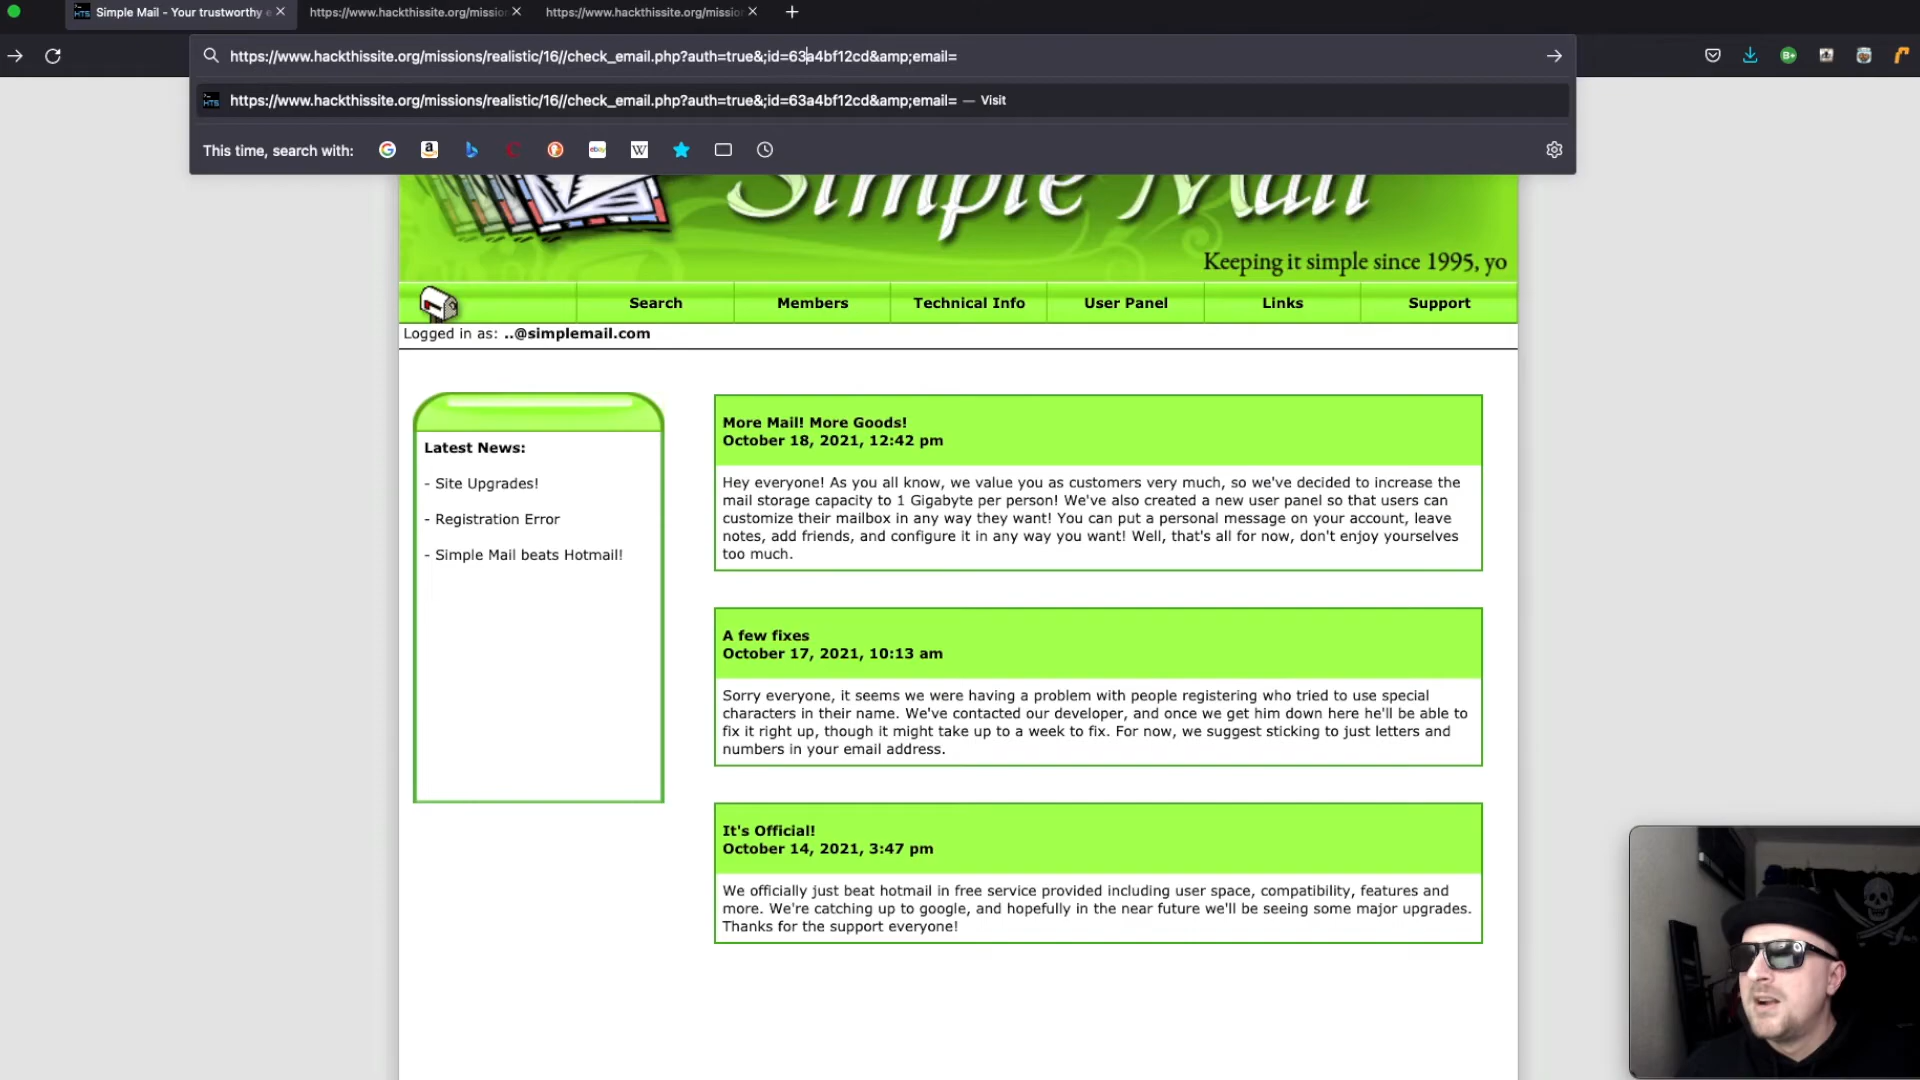 Simple Mail - Your trustworthy e
https://www.hackthissite.org/missio
https://www.hackthissite.org/missio
https://www.hackthissite.org/missions/realistic/16//check_email.php?auth=true&;id=63a4bf12cd&amp;email=
https://www.hackthissite.org/missions/realistic/16//check_email.php?auth=true&;id=63a4bf12cd&amp;email= — Visit
This time, search with:
Simple Mail
Keeping it simple since 1995, yo
Search Members Technical Info User Panel Links Support
Logged in as: ..@simplemail.com
Latest News:
- Site Upgrades!
- Registration Error
- Simple Mail beats Hotmail!
More Mail! More Goods!
October 18, 2021, 12:42 pm
Hey everyone! As you all know, we value you as customers very much, so we've decided to increase the
mail storage capacity to 1 Gigabyte per person! We've also created a new user panel so that users can
customize their mailbox in any way they want! You can put a personal message on your account, leave
notes, add friends, and configure it in any way you want! Well, that's all for now, don't enjoy yourselves
too much.
A few fixes
October 17, 2021, 10:13 am
Sorry everyone, it seems we were having a problem with people registering who tried to use special
characters in their name. We've contacted our developer, and once we get him down here he'll be able to
fix it right up, though it might take up to a week to fix. For now, we suggest sticking to just letters and
numbers in your email address.
It's Official!
October 14, 2021, 3:47 pm
We officially just beat hotmail in free service provided including user space, compatibility, features and
more. We're catching up to google, and hopefully in the near future we'll be seeing some major upgrades.
Thanks for the support everyone!